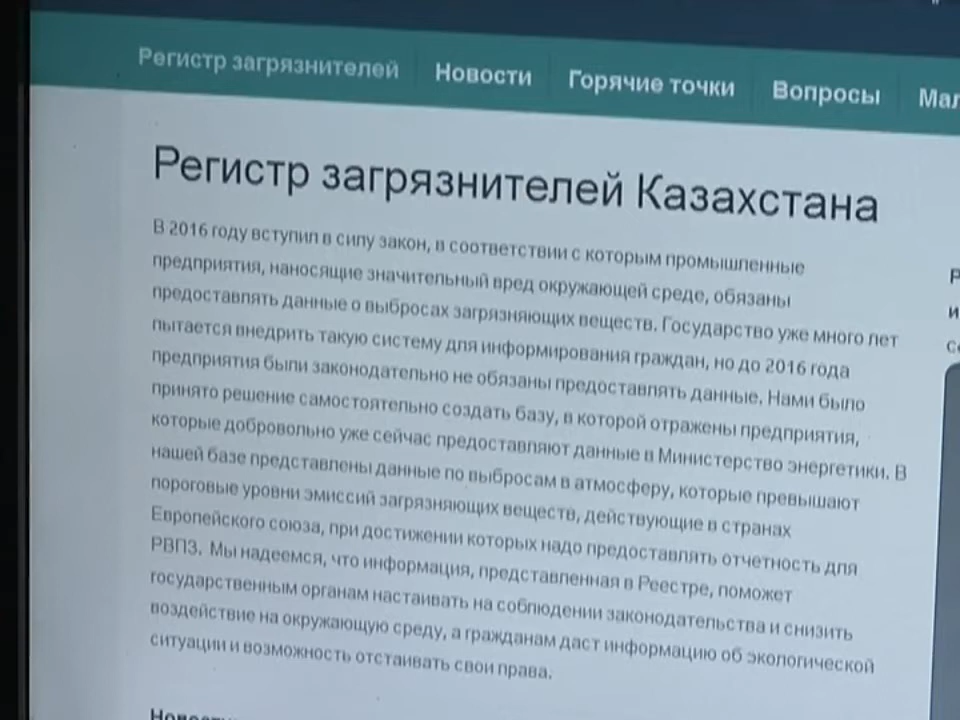 Регистр загрязнителей Новости Горячие точки Вопросы
Регистр загрязнителей Казахстана
В 2016 году вступил в силу закон, в соответствии с которым промышленные
предприятия, наносящие значительный вред окружающей среде, обязаны
предоставлять данные о выбросах загрязняющих веществ. Государство уже много лет
пытается внедрить такую систему для информирования граждан, но до 2016 года
предприятия были законодательно не обязаны предоставлять данные. Нами было
принято решение самостоятельно создать базу, в которой отражены предприятия,
которые добровольно уже сейчас предоставляют данные в Министерство энергетики. В
нашей базе представлены данные по выбросам в атмосферу, которые превышают
пороговые уровни эмиссий загрязняющих веществ, действующие в странах
Европейского союза, при достижении которых надо предоставлять отчетность для
РВПЗ. Мы надеемся, что информация, представленная в Реестре, поможет
государственным органам настаивать на соблюдении законодательства и снизить
воздействие на окружающую среду, а гражданам даст информацию об экологической
ситуации и возможность отстаивать свои права.